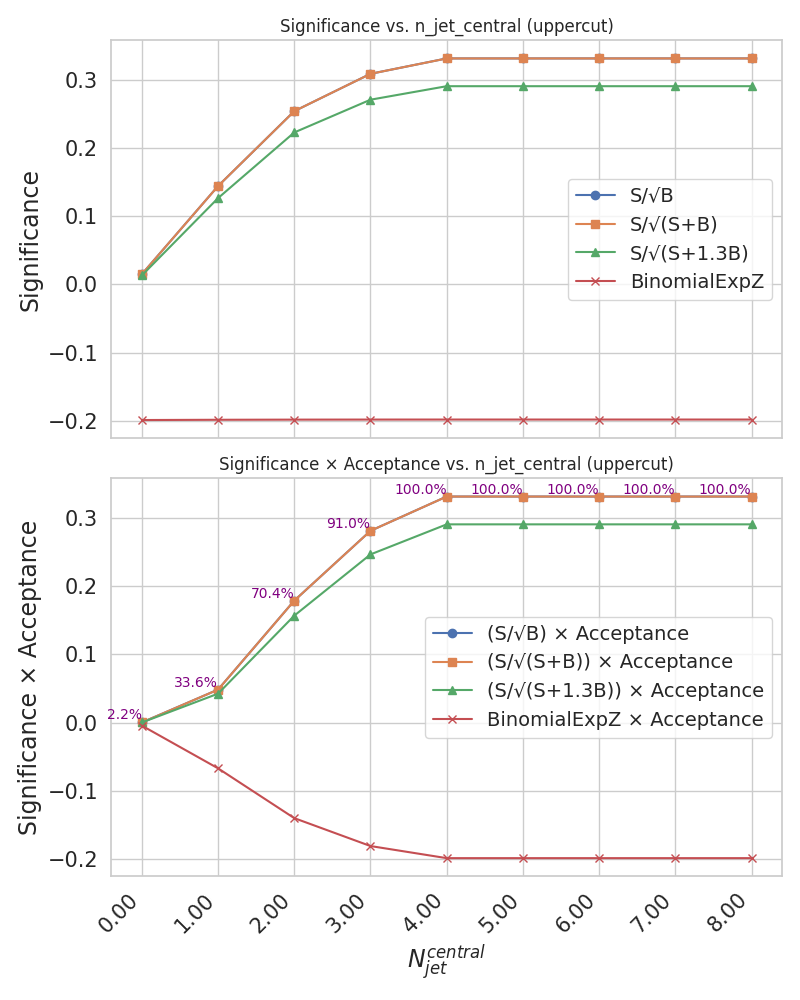 Significance vs. n_jet_central (uppercut)
Significance
0.3
0.2
0.1
0.0
−0.1
−0.2
S/√B
S/√(S+B)
S/√(S+1.3B)
BinomialExpZ
Significance × Acceptance vs. n_jet_central (uppercut)
Significance × Acceptance
0.3
0.2
0.1
0.0
−0.1
−0.2
2.2%
33.6%
70.4%
91.0%
100.0%
100.0%
100.0%
100.0%
100.0%
(S/√B) × Acceptance
(S/√(S+B)) × Acceptance
(S/√(S+1.3B)) × Acceptance
BinomialExpZ × Acceptance
0.00
1.00
2.00
3.00
4.00
5.00
6.00
7.00
8.00
$N_{jet}^{central}$